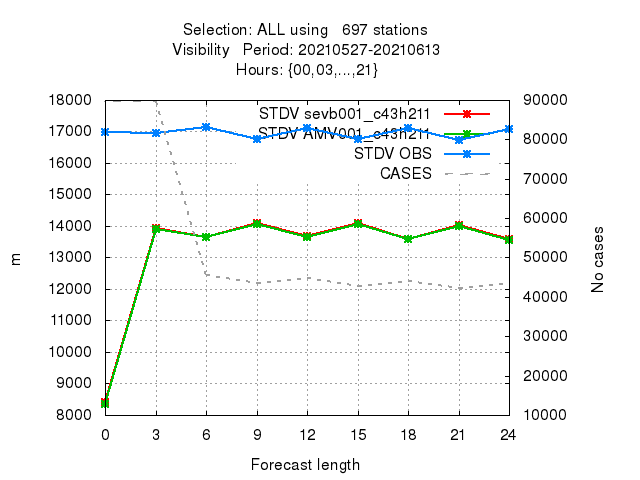 Selection: ALL using   697 stations
Visibility   Period: 20210527-20210613
Hours: {00,03,...,21}
18000
17000
16000
15000
14000
13000
12000
11000
10000
9000
8000
m
STDV sevb001_c43h211
STDV AMV001_c43h211
STDV OBS
CASES
90000
80000
70000
60000
50000
40000
30000
20000
10000
No cases
0 3 6 9 12 15 18 21 24
Forecast length